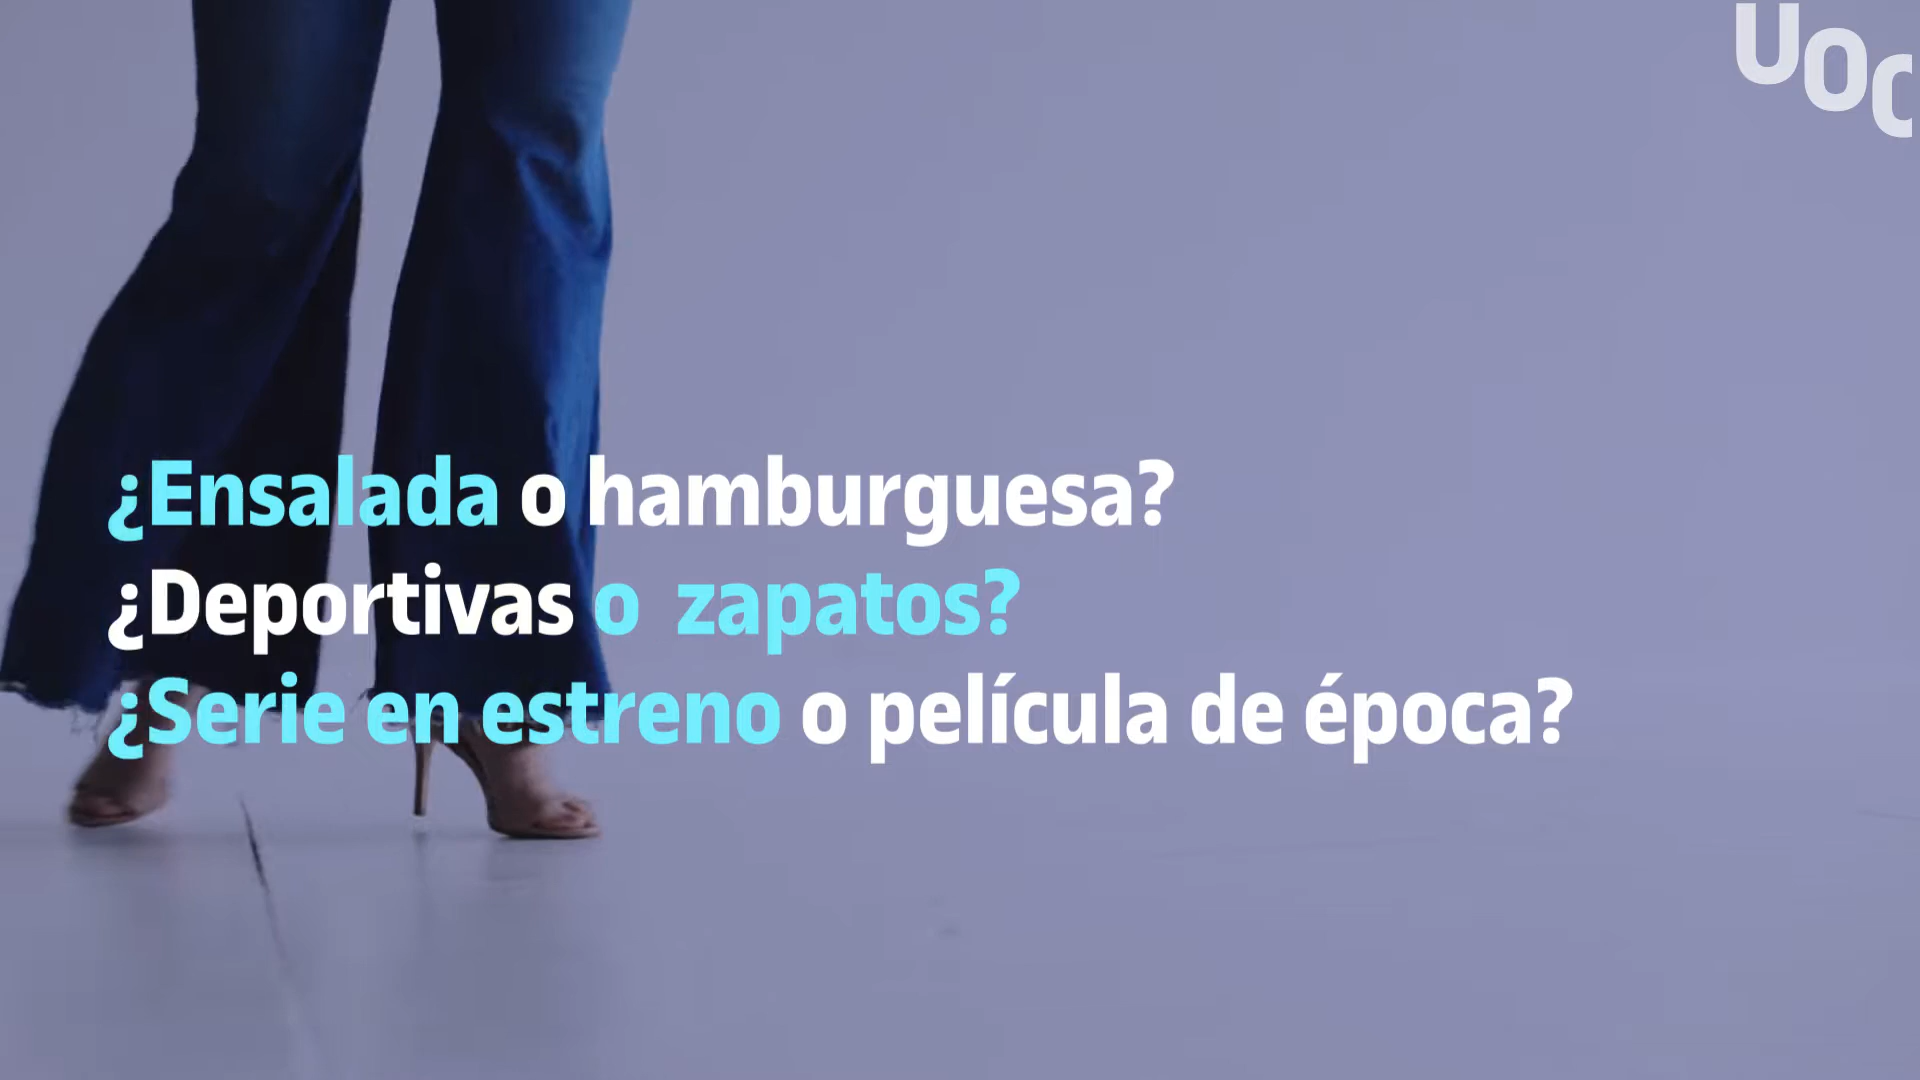 UOC
¿Ensalada o hamburguesa?
¿Deportivas o zapatos?
¿Serie en estreno o película de época?